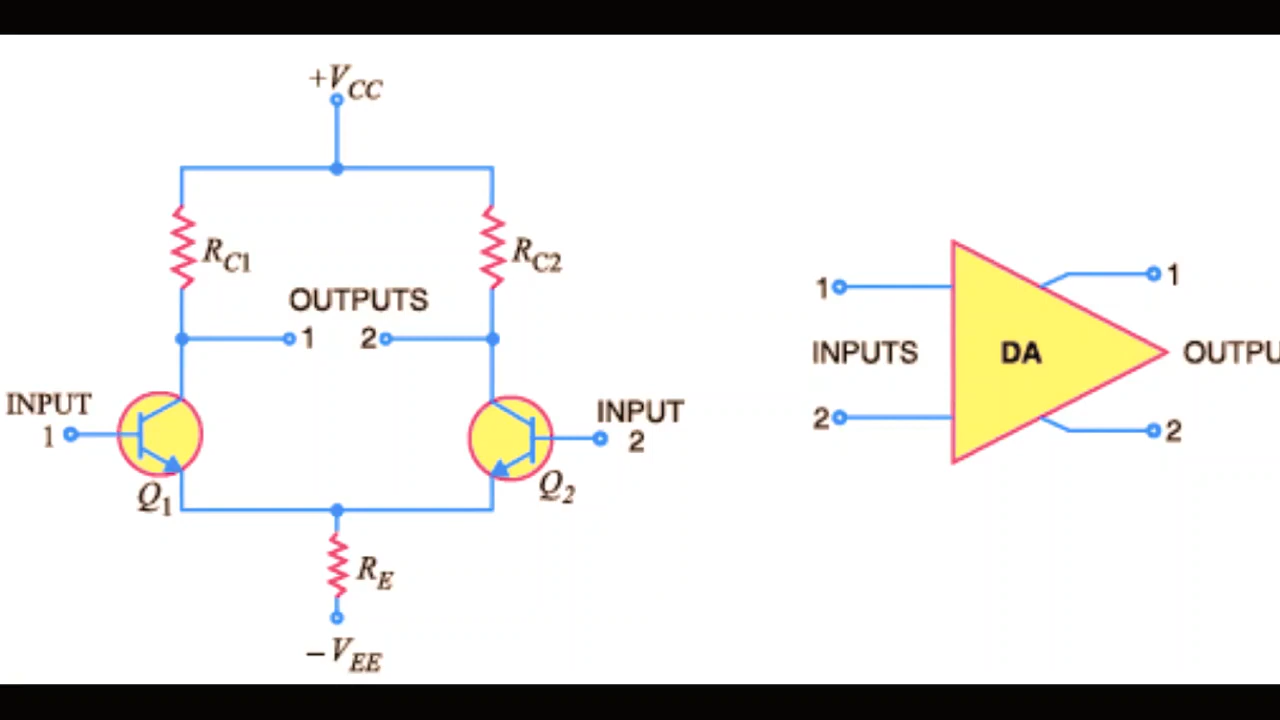 +VCC
RC1
RC2
OUTPUTS
1
2
INPUT
1
INPUT
2
Q1
Q2
RE
–VEE
1
1
INPUTS
DA
OUTPU
2
2